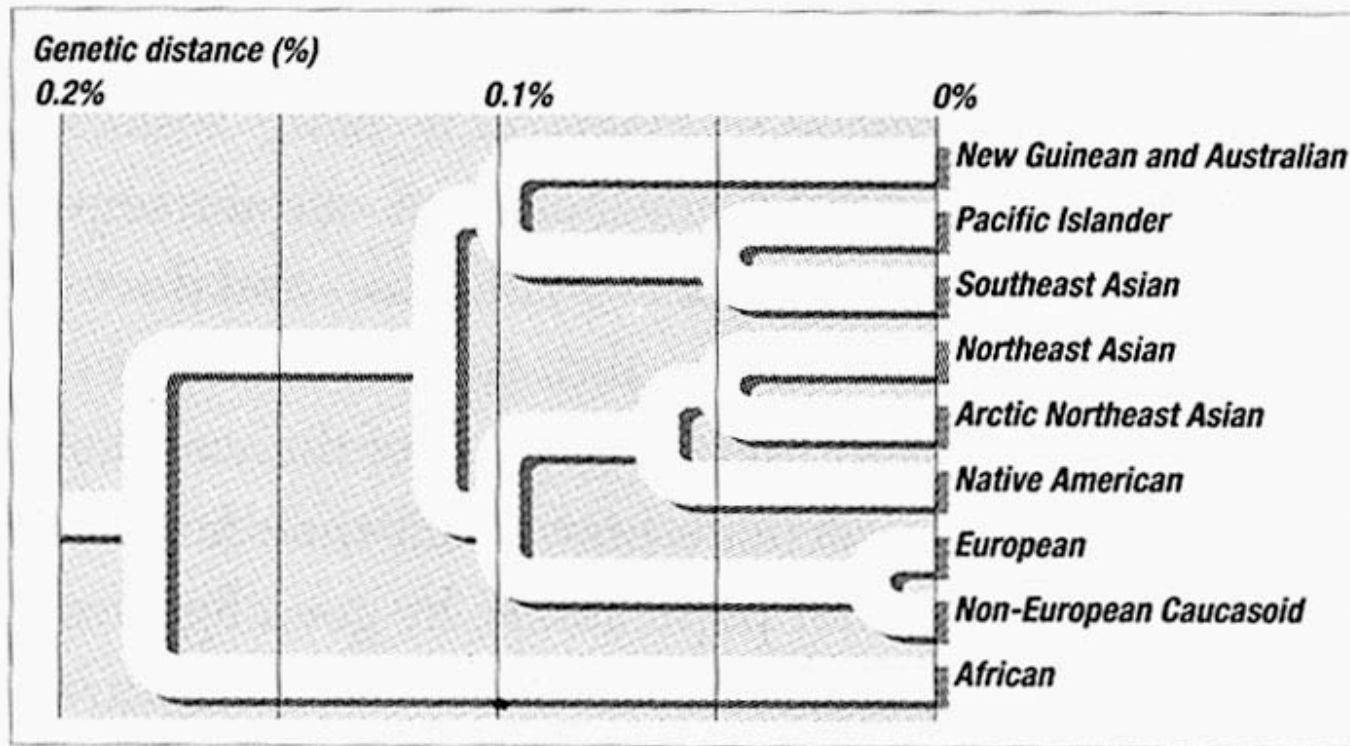 Genetic distance (%)
0.2% 0.1% 0%
New Guinean and Australian
Pacific Islander
Southeast Asian
Northeast Asian
Arctic Northeast Asian
Native American
European
Non-European Caucasoid
African